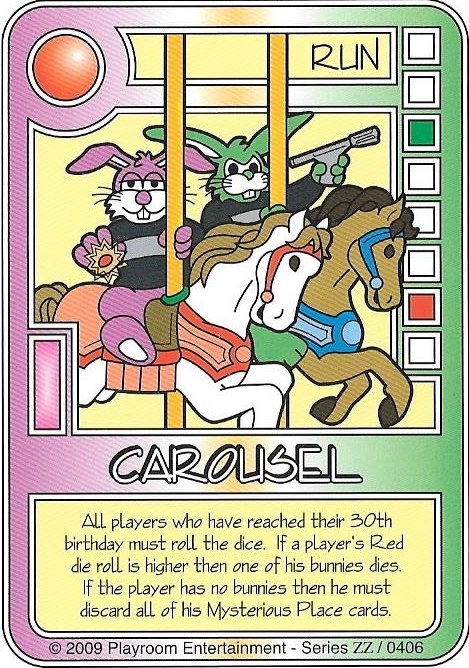 RUN
CAROUSEL
All players who have reached their 30th
birthday must roll the dice. If a player's Red
die roll is higher then one of his bunnies dies.
If the player has no bunnies then he must
discard all of his Mysterious Place cards.
© 2009 Playroom Entertainment - Series ZZ / 0406